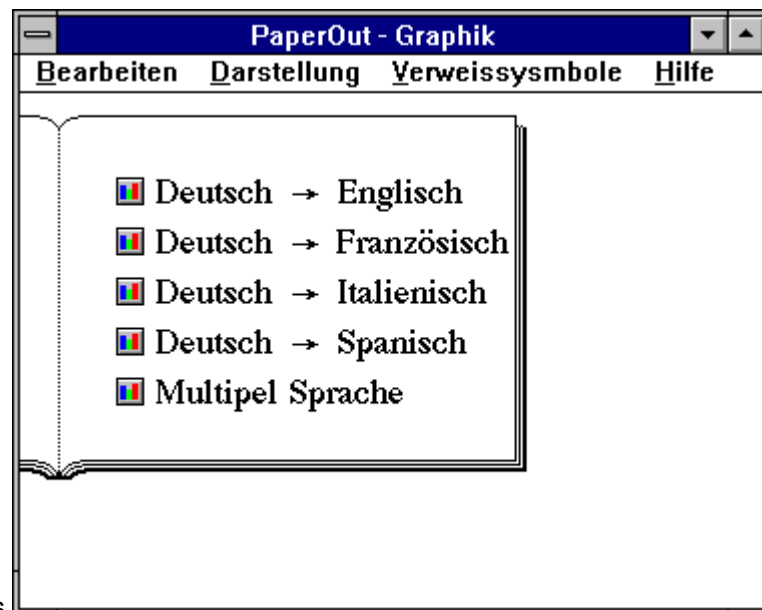 PaperOut - Graphik
Bearbeiten Darstellung Verweissysmbole Hilfe
Deutsch → Englisch
Deutsch → Französisch
Deutsch → Italienisch
Deutsch → Spanisch
Multipel Sprache